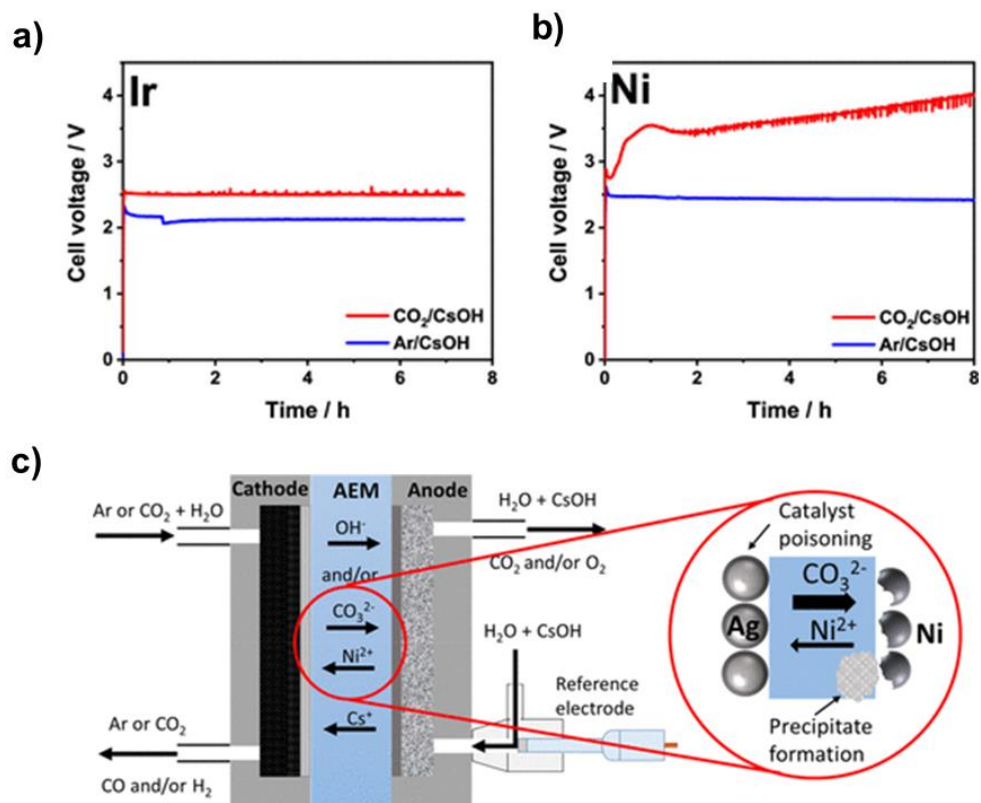 a)
Ir
Cell voltage / V
4
3
2
1
0
CO₂/CsOH
Ar/CsOH
0 2 4 6 8
Time / h
b)
Ni
Cell voltage / V
4
3
2
1
0
CO₂/CsOH
Ar/CsOH
0 2 4 6 8
Time / h
c)
Cathode
AEM
Anode
Ar or CO₂ + H₂O
OH⁻
and/or
CO₃²⁻
Ni²⁺
Cs⁺
Ar or CO₂
CO and/or H₂
H₂O + CsOH
CO₂ and/or O₂
H₂O + CsOH
Reference
electrode
Catalyst
poisoning
CO₃²⁻
Ag
Ni²⁺
Ni
Precipitate
formation